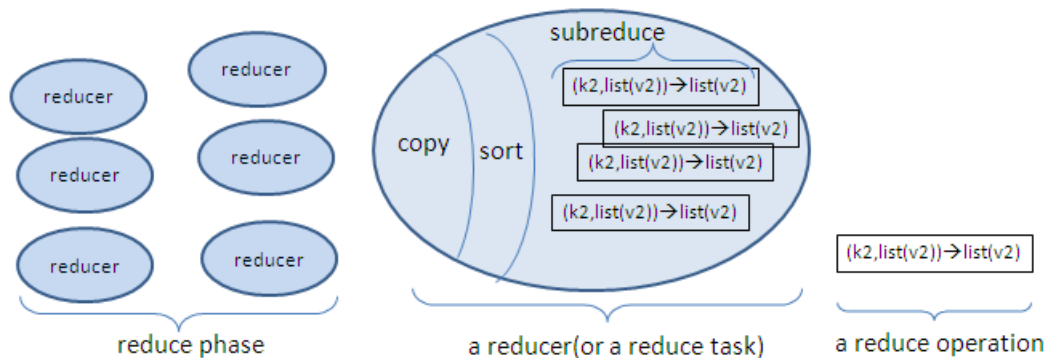 reducer
reducer
reducer
reducer
reducer
reducer
reduce phase
subreduce
copy
sort
(k2,list(v2))→list(v2)
(k2,list(v2))→list(v2)
(k2,list(v2))→list(v2)
(k2,list(v2))→list(v2)
a reducer(or a reduce task)
(k2,list(v2))→list(v2)
a reduce operation